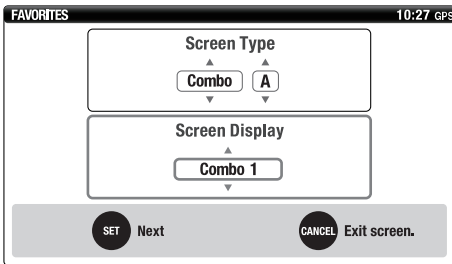 FAVORITES 10:27 GPS
Screen Type
Combo A
Screen Display
Combo 1
SET Next CANCEL Exit screen.